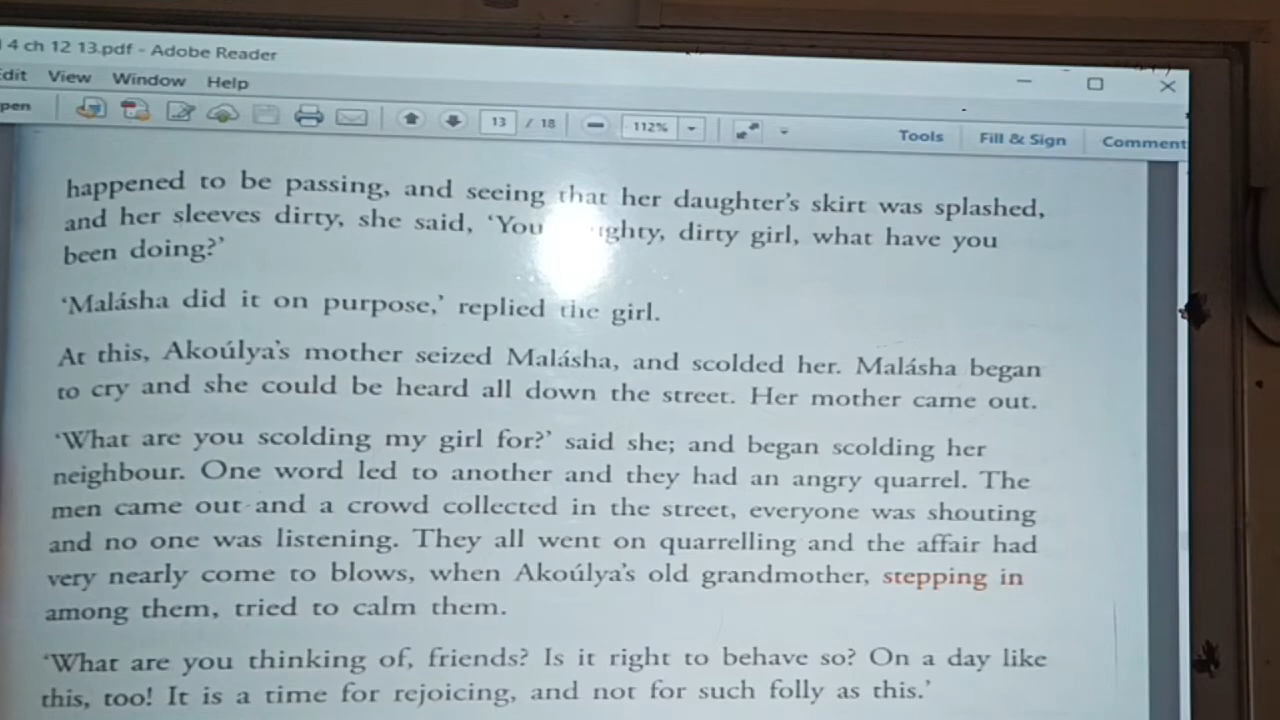 4 ch 12 13.pdf - Adobe Reader
Edit View Window Help
pen 13 / 18 112% Tools Fill & Sign Comment
happened to be passing, and seeing that her daughter's skirt was splashed,
and her sleeves dirty, she said, 'You ughty, dirty girl, what have you
been doing?'
'Malásha did it on purpose,' replied the girl.
At this, Akoúlya's mother seized Malásha, and scolded her. Malásha began
to cry and she could be heard all down the street. Her mother came out.
'What are you scolding my girl for?' said she; and began scolding her
neighbour. One word led to another and they had an angry quarrel. The
men came out and a crowd collected in the street, everyone was shouting
and no one was listening. They all went on quarrelling and the affair had
very nearly come to blows, when Akoúlya's old grandmother, stepping in
among them, tried to calm them.
'What are you thinking of, friends? Is it right to behave so? On a day like
this, too! It is a time for rejoicing, and not for such folly as this.'